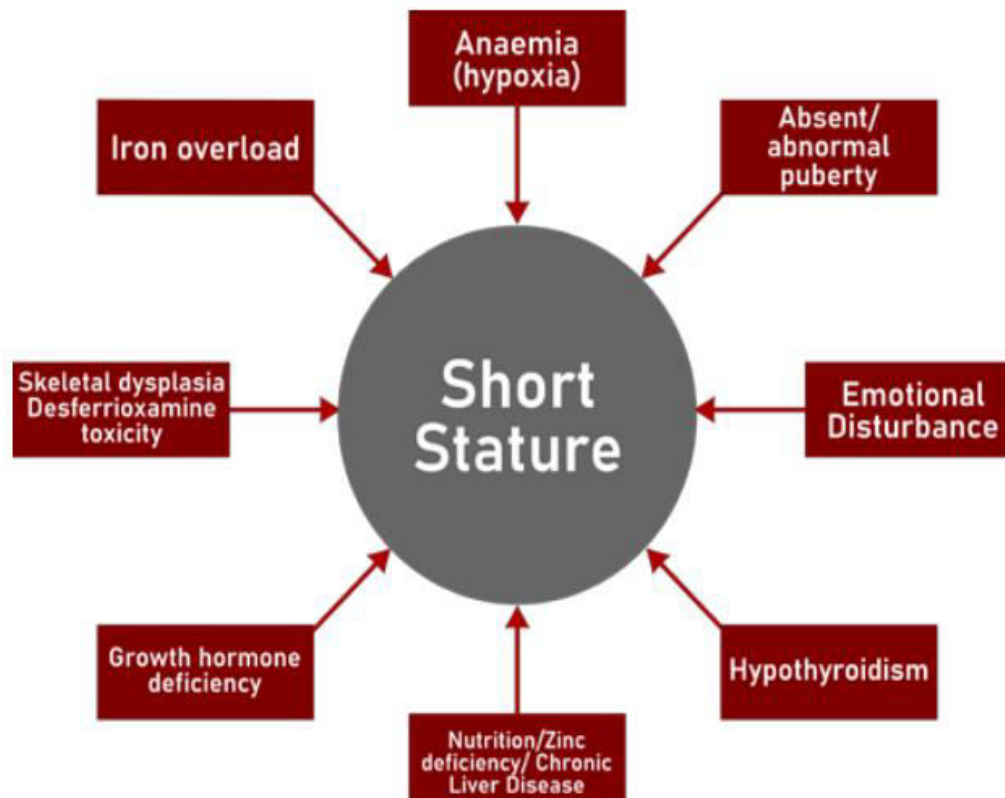 Anaemia
(hypoxia)
Iron overload
Absent/
abnormal
puberty
Short
Stature
Skeletal dysplasia
Desferrioxamine
toxicity
Emotional
Disturbance
Growth hormone
deficiency
Hypothyroidism
Nutrition/Zinc
deficiency/ Chronic
Liver Disease